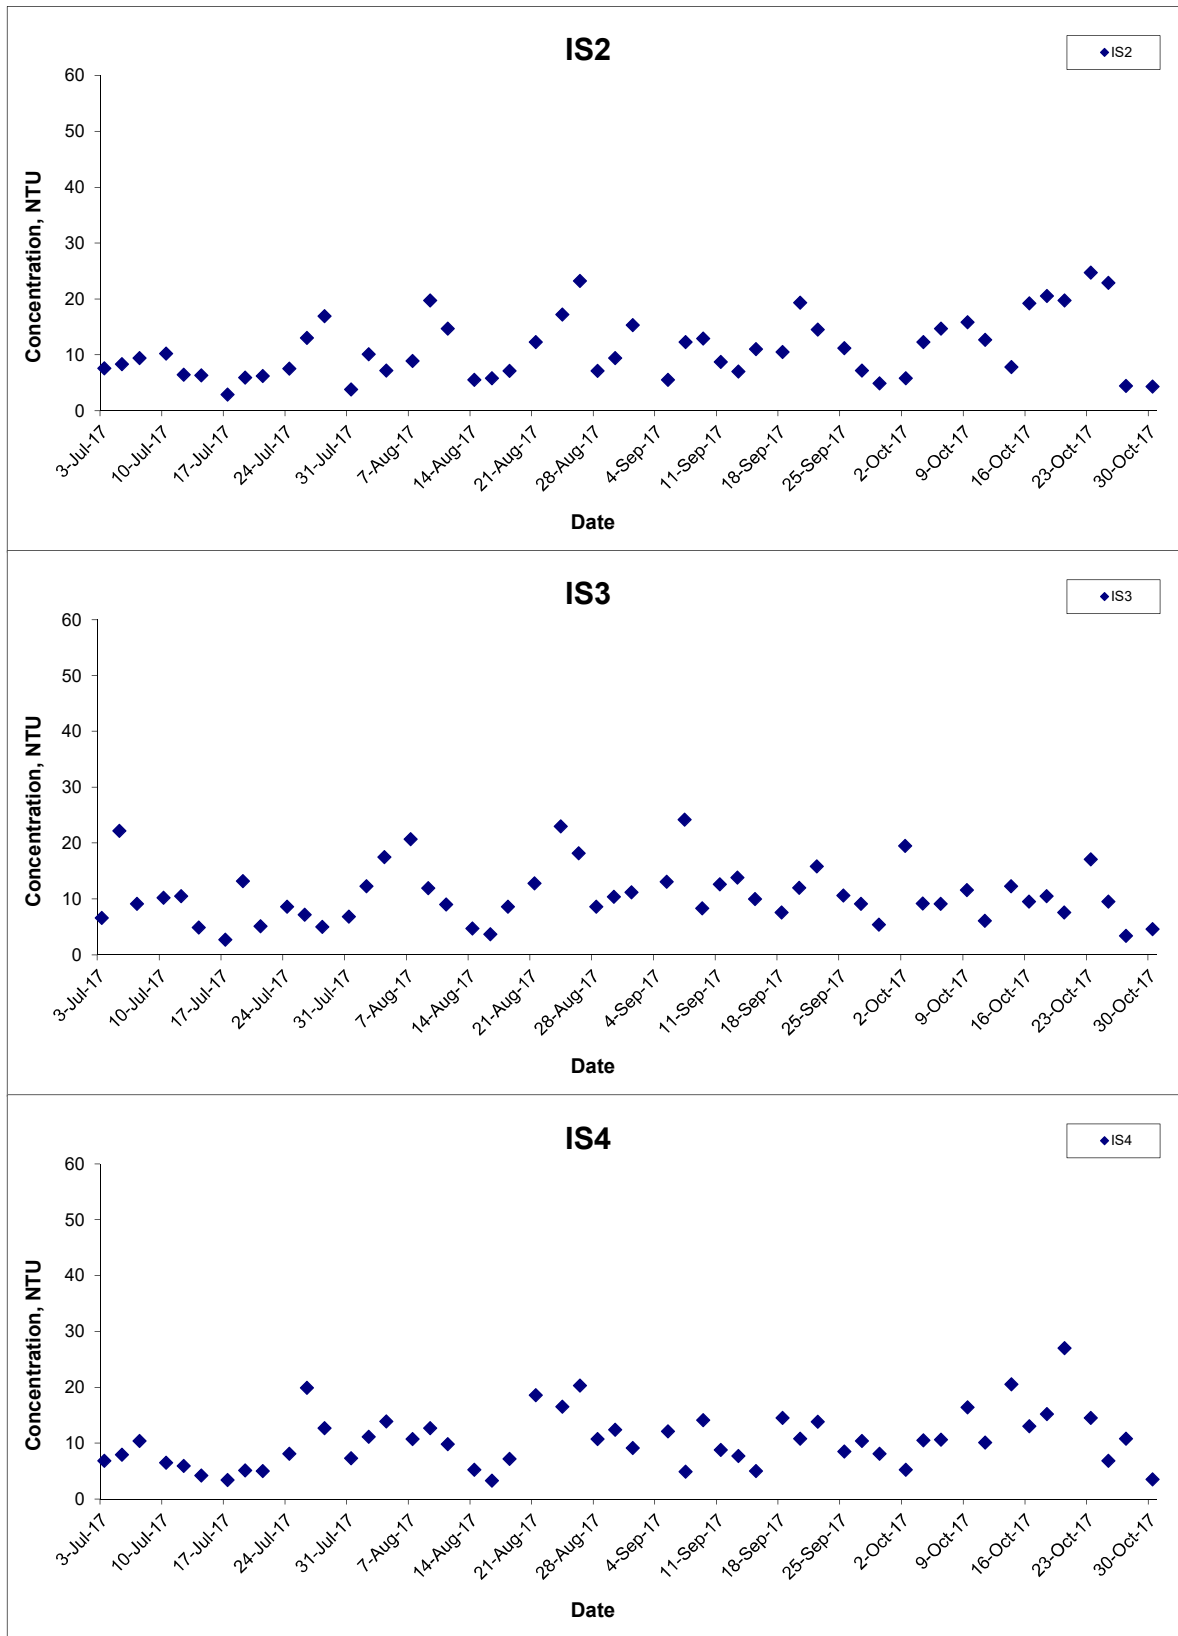 IS2
IS2
60
50
40
30
20
10
0
Concentration, NTU
3-Jul-17
10-Jul-17
17-Jul-17
24-Jul-17
31-Jul-17
7-Aug-17
14-Aug-17
21-Aug-17
28-Aug-17
4-Sep-17
11-Sep-17
18-Sep-17
25-Sep-17
2-Oct-17
9-Oct-17
16-Oct-17
23-Oct-17
30-Oct-17
Date
IS3
IS3
60
50
40
30
20
10
0
Concentration, NTU
3-Jul-17
10-Jul-17
17-Jul-17
24-Jul-17
31-Jul-17
7-Aug-17
14-Aug-17
21-Aug-17
28-Aug-17
4-Sep-17
11-Sep-17
18-Sep-17
25-Sep-17
2-Oct-17
9-Oct-17
16-Oct-17
23-Oct-17
30-Oct-17
Date
IS4
IS4
60
50
40
30
20
10
0
Concentration, NTU
3-Jul-17
10-Jul-17
17-Jul-17
24-Jul-17
31-Jul-17
7-Aug-17
14-Aug-17
21-Aug-17
28-Aug-17
4-Sep-17
11-Sep-17
18-Sep-17
25-Sep-17
2-Oct-17
9-Oct-17
16-Oct-17
23-Oct-17
30-Oct-17
Date